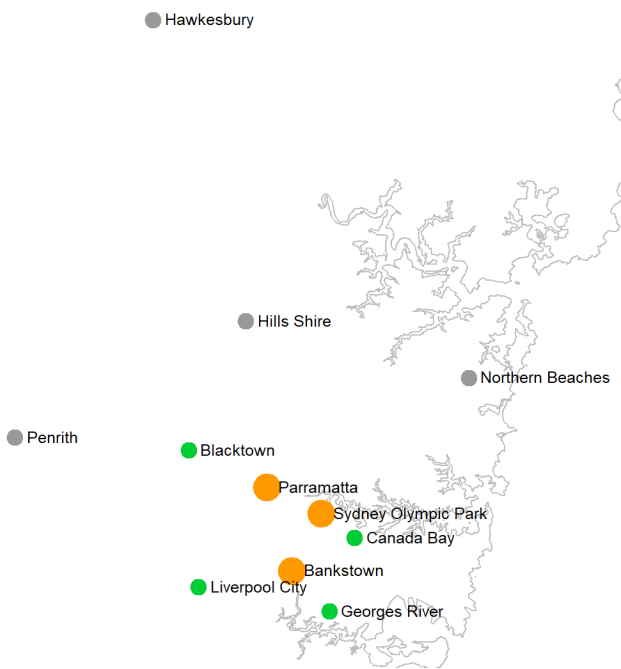 Hawkesbury
Hills Shire
Northern Beaches
Penrith
Blacktown
Parramatta
Sydney Olympic Park
Canada Bay
Bankstown
Liverpool City
Georges River